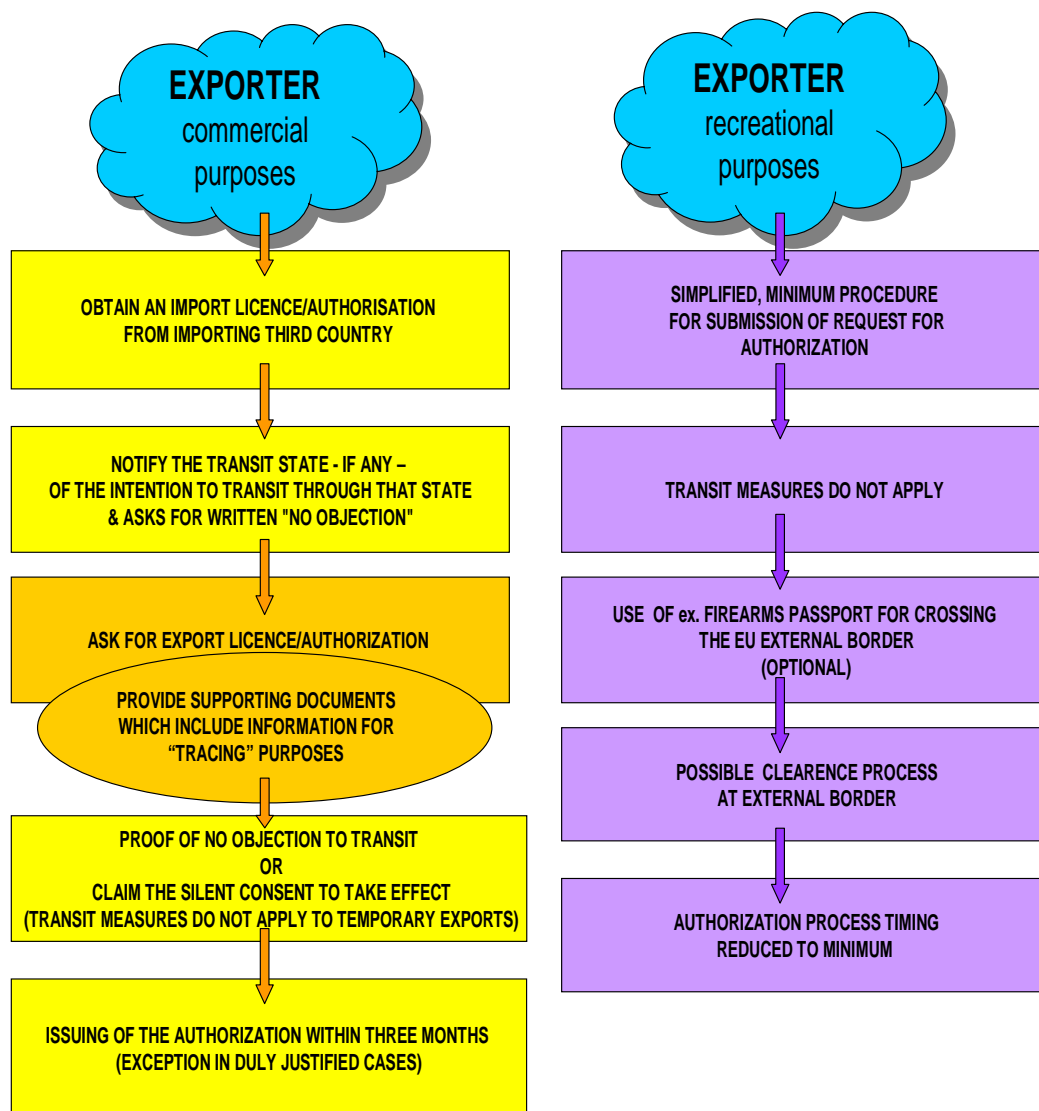 EXPORTER
commercial
purposes
OBTAIN AN IMPORT LICENCE/AUTHORISATION
FROM IMPORTING THIRD COUNTRY
NOTIFY THE TRANSIT STATE - IF ANY –
OF THE INTENTION TO TRANSIT THROUGH THAT STATE
& ASKS FOR WRITTEN "NO OBJECTION"
ASK FOR EXPORT LICENCE/AUTHORIZATION
PROVIDE SUPPORTING DOCUMENTS
WHICH INCLUDE INFORMATION FOR
“TRACING” PURPOSES
PROOF OF NO OBJECTION TO TRANSIT
OR
CLAIM THE SILENT CONSENT TO TAKE EFFECT
(TRANSIT MEASURES DO NOT APPLY TO TEMPORARY EXPORTS)
ISSUING OF THE AUTHORIZATION WITHIN THREE MONTHS
(EXCEPTION IN DULY JUSTIFIED CASES)
EXPORTER
recreational
purposes
SIMPLIFIED, MINIMUM PROCEDURE
FOR SUBMISSION OF REQUEST FOR
AUTHORIZATION
TRANSIT MEASURES DO NOT APPLY
USE OF ex. FIREARMS PASSPORT FOR CROSSING
THE EU EXTERNAL BORDER
(OPTIONAL)
POSSIBLE CLEARENCE PROCESS
AT EXTERNAL BORDER
AUTHORIZATION PROCESS TIMING
REDUCED TO MINIMUM